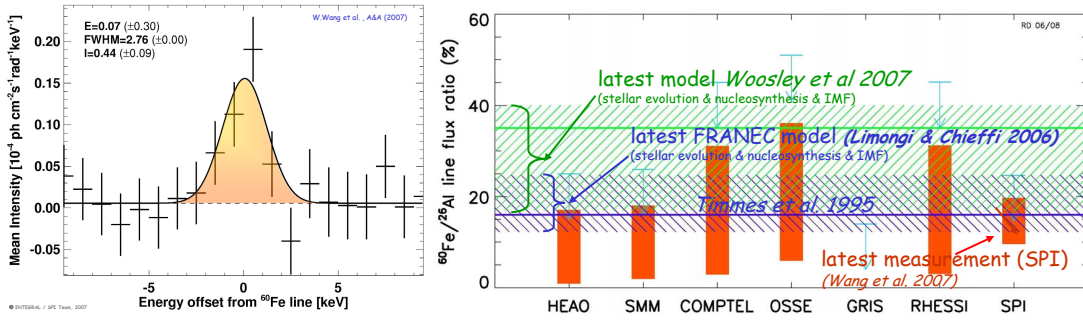 W.Wang et al. , A&A (2007)
E=0.07 (±0.30)
FWHM=2.76 (±0.00)
I=0.44 (±0.09)
0.20
0.15
0.10
0.05
0.00
-0.05
Mean Intensity [10⁻⁴ ph cm⁻²s⁻¹rad⁻¹keV⁻¹]
-5
0
5
Energy offset from ⁶⁰Fe line [keV]
© INTEGRAL / SPI Team, 2007
RD 06/08
⁶⁰Fe/²⁶Al line flux ratio (%)
60
40
20
0
latest model Woosley et al 2007
(stellar evolution & nucleosynthesis & IMF)
latest FRANEC model (Limongi & Chieffi 2006)
(stellar evolution & nucleosynthesis & IMF)
Timmes et al. 1995
latest measurement (SPI)
(Wang et al. 2007)
HEAO
SMM
COMPTEL
OSSE
GRIS
RHESSI
SPI